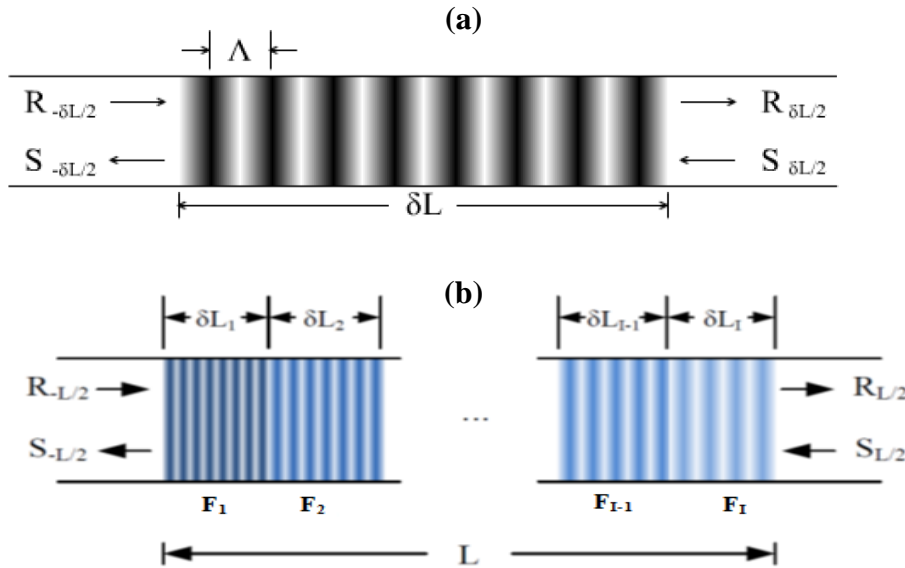 (a)
Λ
R -δL/2
R δL/2
S -δL/2
S δL/2
δL
(b)
δL1 δL2 δLI-1 δLI
R-L/2
RL/2
...
S-L/2
SL/2
F1 F2 FI-1 FI
L